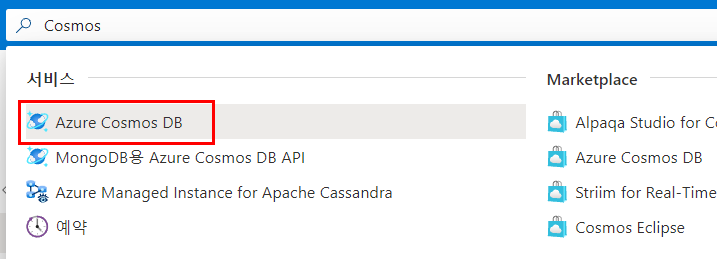 Cosmos
서비스
Azure Cosmos DB
MongoDB용 Azure Cosmos DB API
Azure Managed Instance for Apache Cassandra
예약
Marketplace
Alpaqa Studio for Co
Azure Cosmos DB
Striim for Real-Time
Cosmos Eclipse